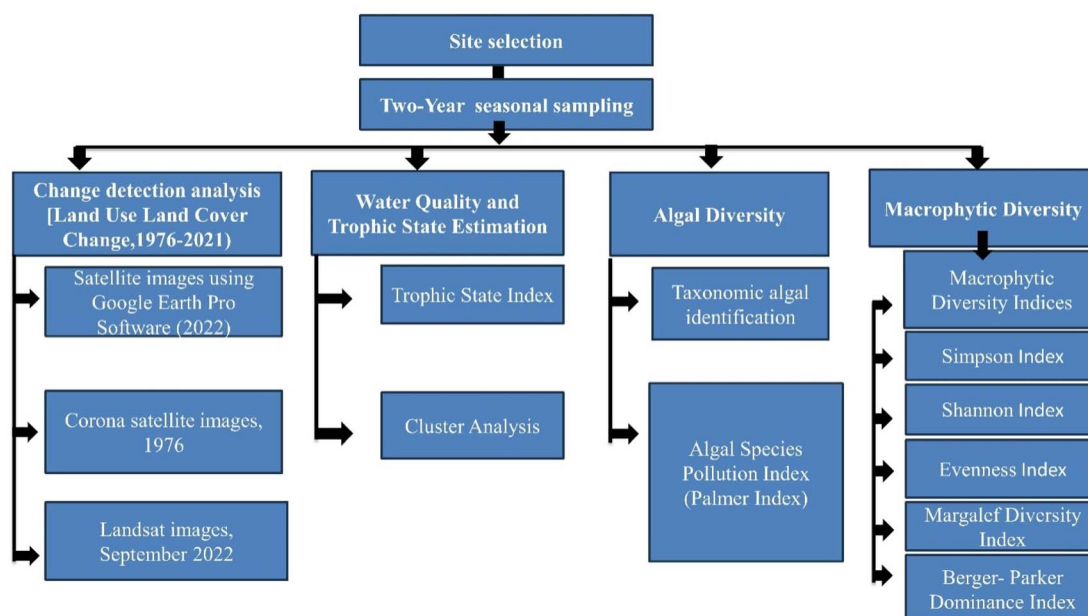 Site selection
Two-Year seasonal sampling
Change detection analysis
[Land Use Land Cover
Change,1976-2021)
Satellite images using
Google Earth Pro
Software (2022)
Corona satellite images,
1976
Landsat images,
September 2022
Water Quality and
Trophic State Estimation
Trophic State Index
Cluster Analysis
Algal Diversity
Taxonomic algal
identification
Algal Species
Pollution Index
(Palmer Index)
Macrophytic Diversity
Macrophytic
Diversity Indices
Simpson Index
Shannon Index
Evenness Index
Margalef Diversity
Index
Berger- Parker
Dominance Index